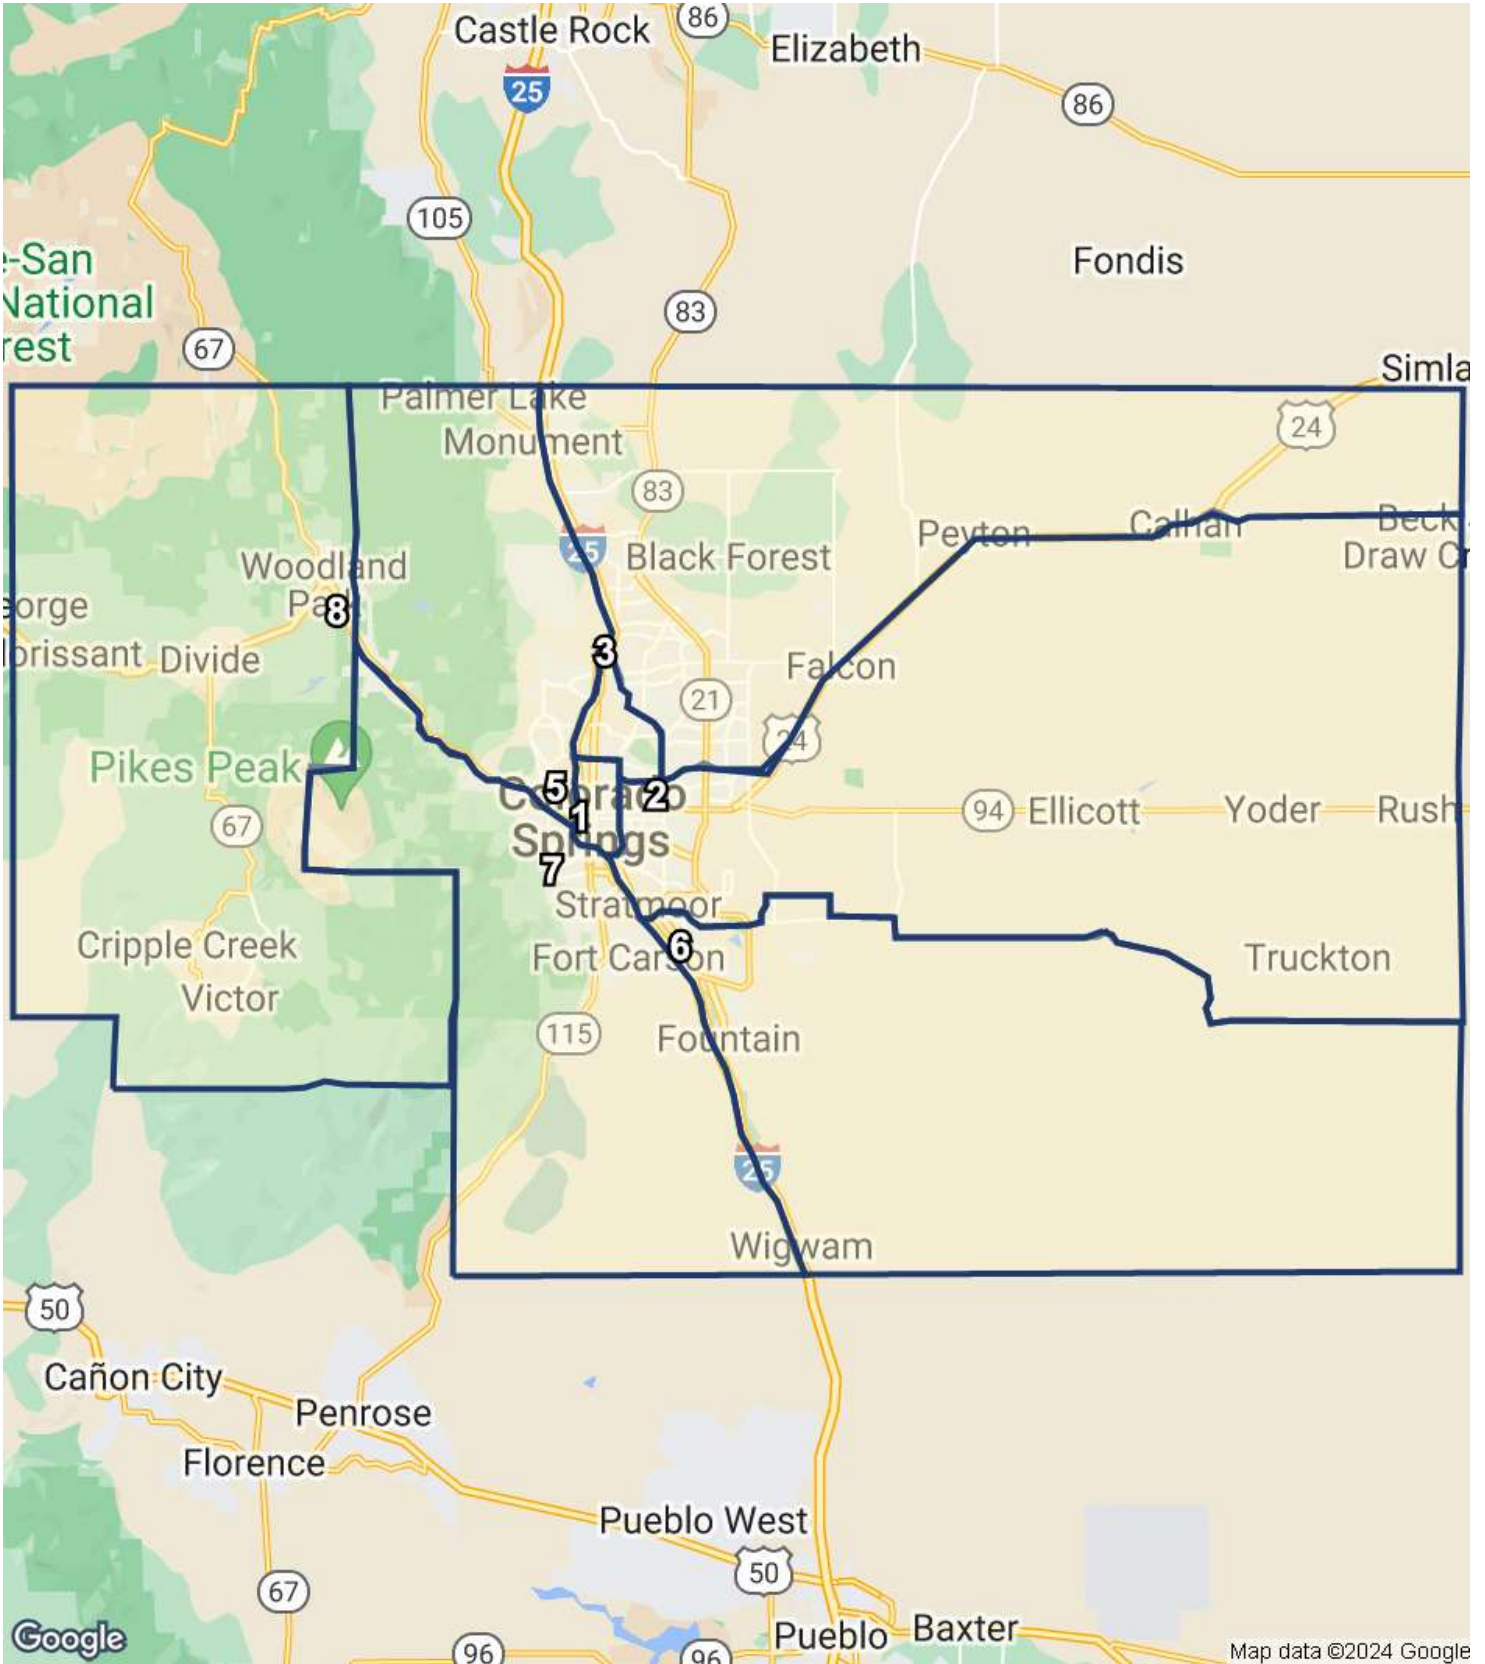 Castle Rock
86
Elizabeth
25
86
105
Fondis
e-San
National
rest
83
67
Simla
Palmer Lake
24
Monument
83
Peyton
Calhan
Beck
25
Black Forest
Draw Cr
Woodland
Park
8
eorge
lorissant
Divide
3
Falcon
21
24
Pikes Peak
5
Colorado
2
67
1
94
Ellicott
Yoder
Rush
Springs
7
Stratmoor
Cripple Creek
6
Fort Carson
Truckton
Victor
115
Fountain
25
Wigwam
50
Cañon City
Penrose
Florence
Pueblo West
50
67
Google
96
96
Pueblo
Baxter
Map data ©2024 Google